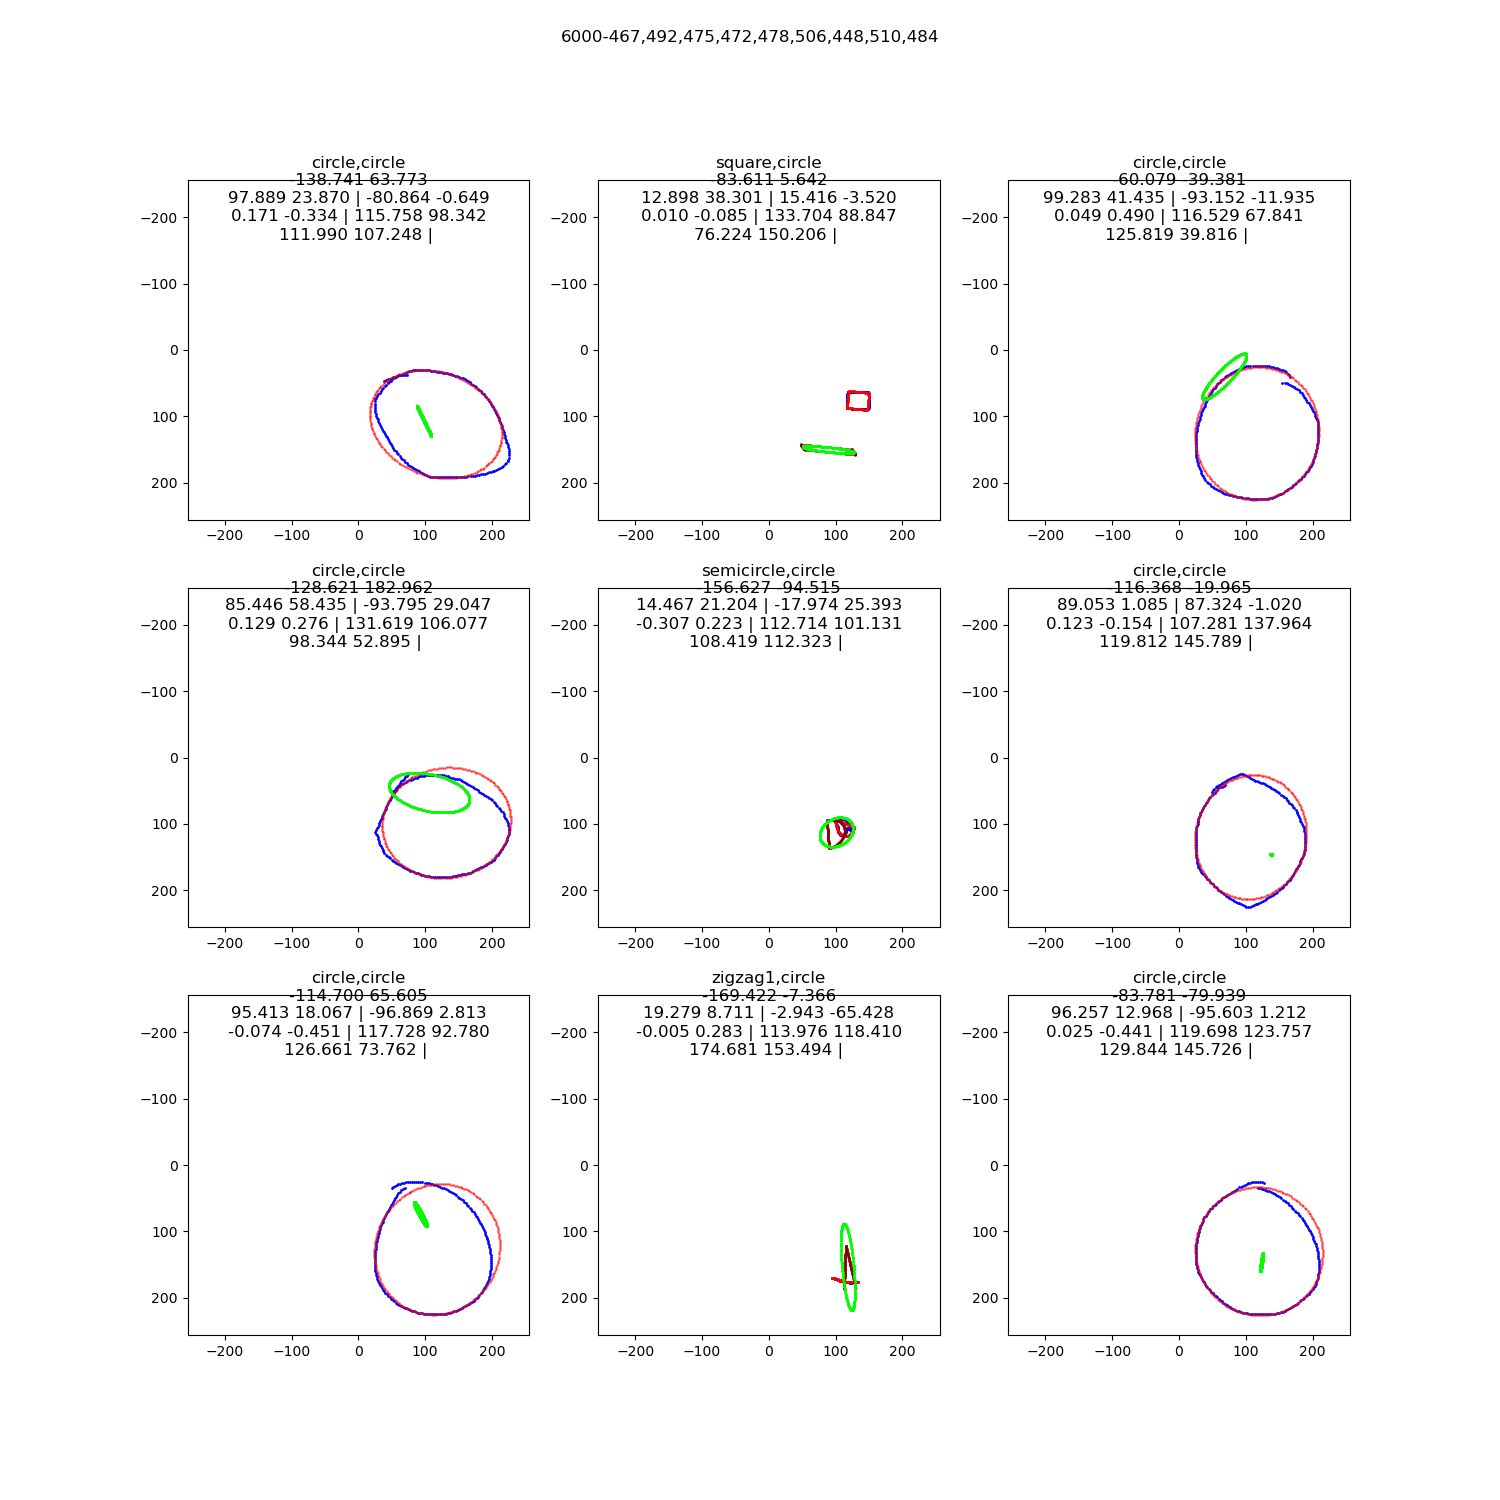 6000-467,492,475,472,478,506,448,510,484
circle,circle
-138.741 63.773
97.889 23.870 | -80.864 -0.649
0.171 -0.334 | 115.758 98.342
111.990 107.248 |
−200
−100
0
100
200
−200 −100 0 100 200
square,circle
-83.611 5.642
12.898 38.301 | 15.416 -3.520
0.010 -0.085 | 133.704 88.847
76.224 150.206 |
−200
−100
0
100
200
−200 −100 0 100 200
circle,circle
-60.079 -39.381
99.283 41.435 | -93.152 -11.935
0.049 0.490 | 116.529 67.841
125.819 39.816 |
−200
−100
0
100
200
−200 −100 0 100 200
circle,circle
-128.621 182.962
85.446 58.435 | -93.795 29.047
0.129 0.276 | 131.619 106.077
98.344 52.895 |
−200
−100
0
100
200
−200 −100 0 100 200
semicircle,circle
-156.627 -94.515
14.467 21.204 | -17.974 25.393
-0.307 0.223 | 112.714 101.131
108.419 112.323 |
−200
−100
0
100
200
−200 −100 0 100 200
circle,circle
-116.368 -19.965
89.053 1.085 | 87.324 -1.020
0.123 -0.154 | 107.281 137.964
119.812 145.789 |
−200
−100
0
100
200
−200 −100 0 100 200
circle,circle
-114.700 65.605
95.413 18.067 | -96.869 2.813
-0.074 -0.451 | 117.728 92.780
126.661 73.762 |
−200
−100
0
100
200
−200 −100 0 100 200
zigzag1,circle
-169.422 -7.366
19.279 8.711 | -2.943 -65.428
-0.005 0.283 | 113.976 118.410
174.681 153.494 |
−200
−100
0
100
200
−200 −100 0 100 200
circle,circle
-83.781 -79.939
96.257 12.968 | -95.603 1.212
0.025 -0.441 | 119.698 123.757
129.844 145.726 |
−200
−100
0
100
200
−200 −100 0 100 200